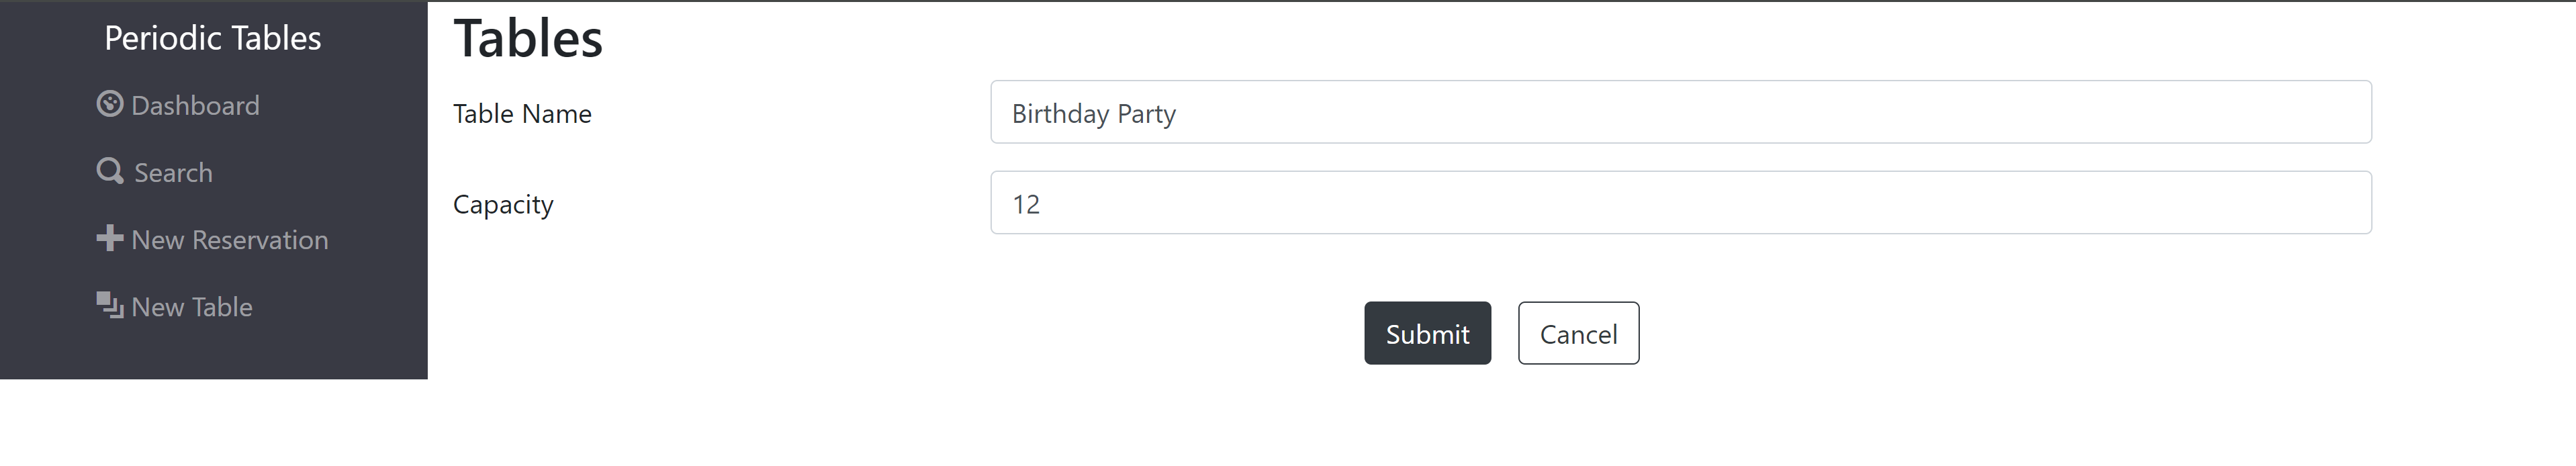 Periodic Tables
Dashboard
Search
New Reservation
New Table
Tables
Table Name
Birthday Party
Capacity
12
Submit
Cancel